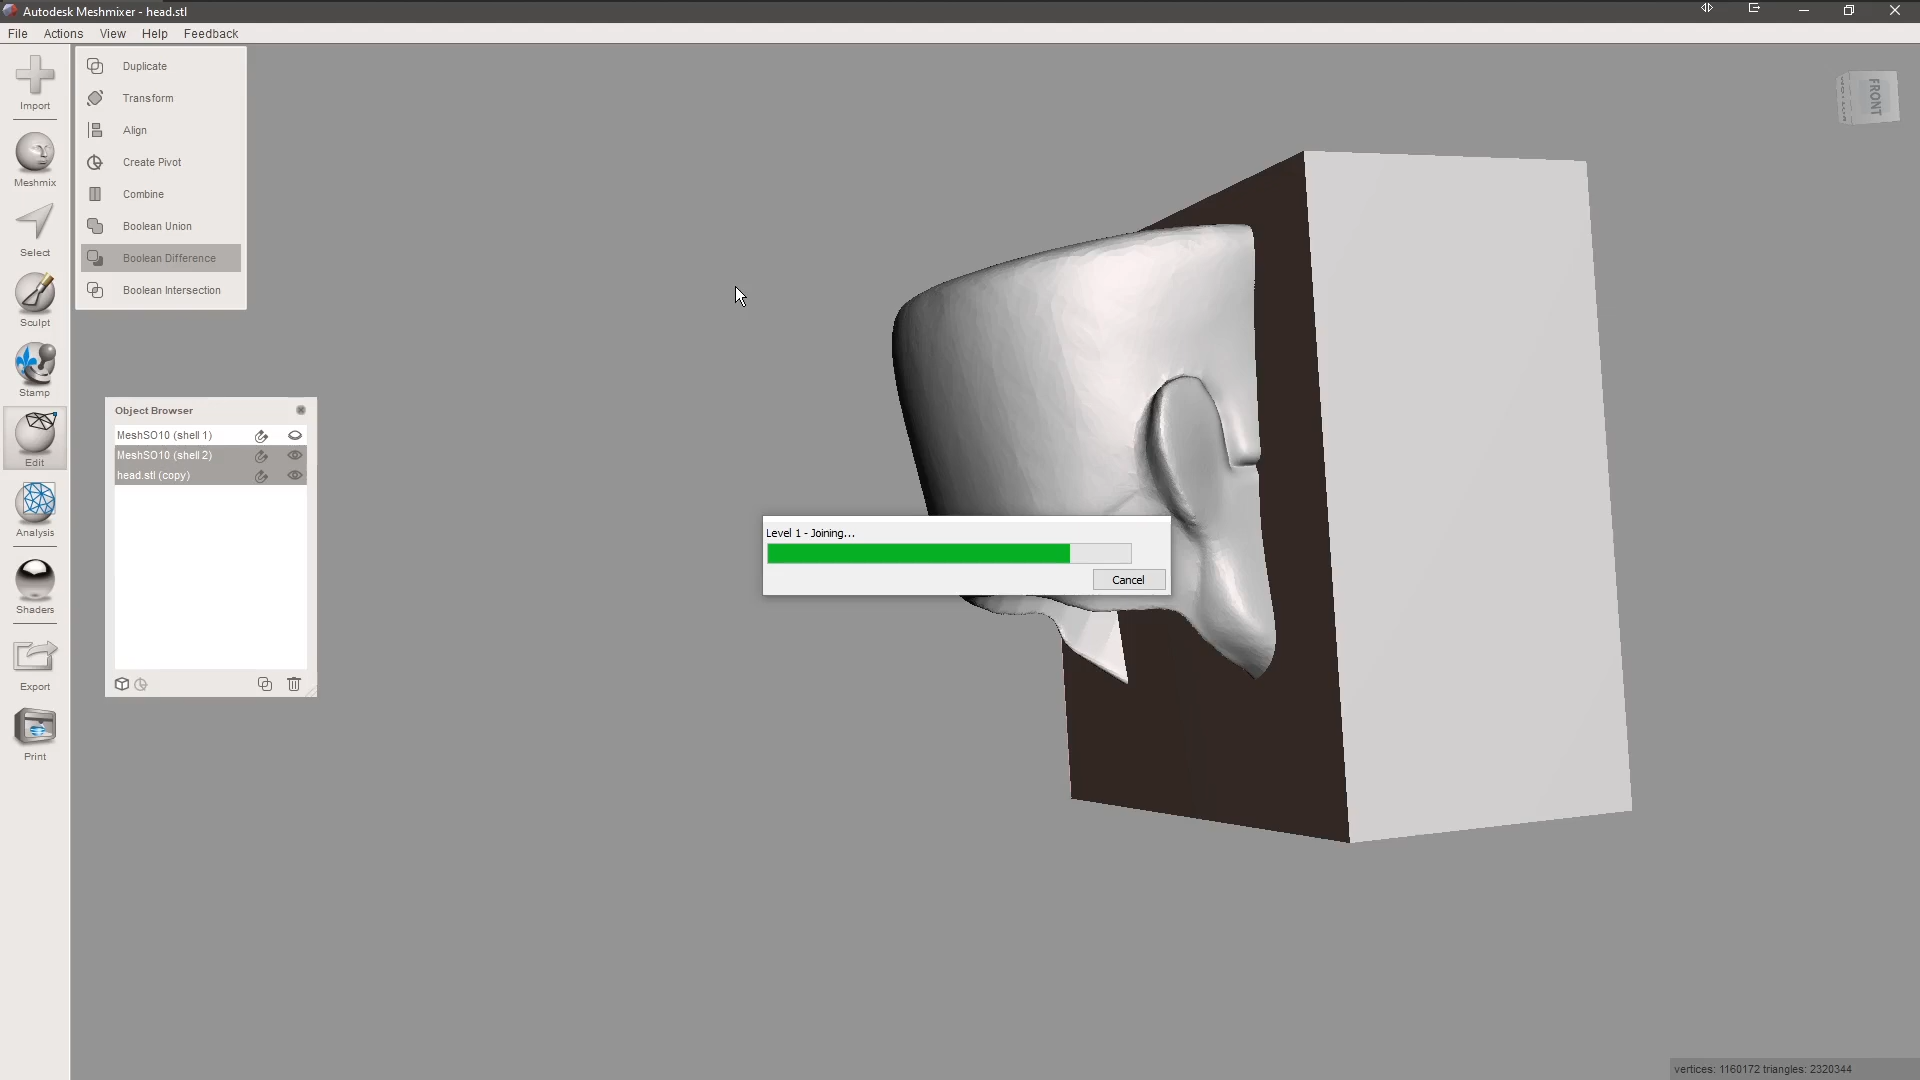 Autodesk Meshmixer - head.stl
File Actions View Help Feedback
Import
Meshmix
Select
Sculpt
Stamp
Edit
Analysis
Shaders
Export
Print
Duplicate
Transform
Align
Create Pivot
Combine
Boolean Union
Boolean Difference
Boolean Intersection
Object Browser
MeshSO10 (shell 1)
MeshSO10 (shell 2)
head.stl (copy)
Level 1 - Joining...
Cancel
FRONT
vertices: 1160172 triangles: 2320344